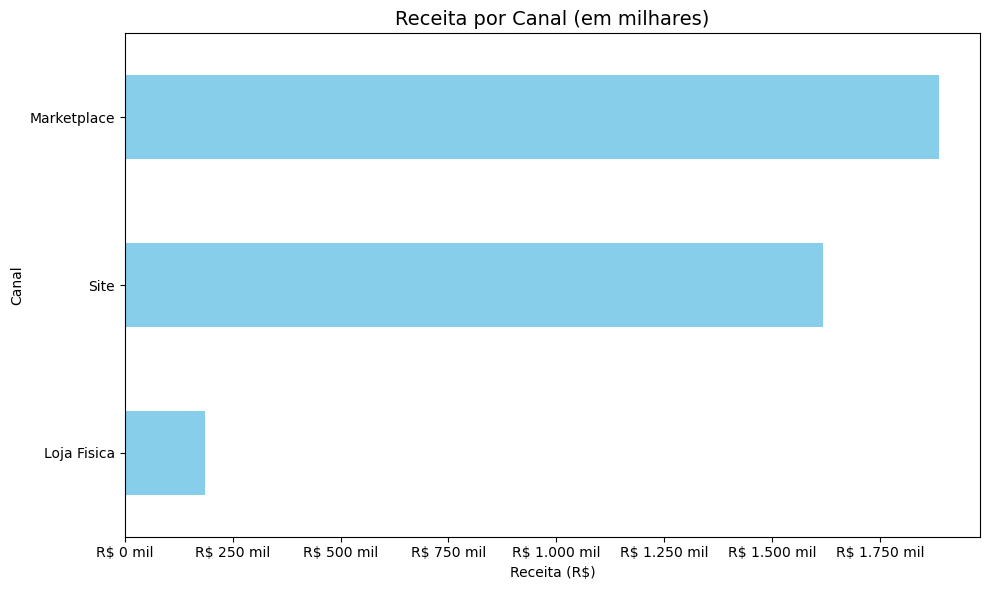 Receita por Canal (em milhares)
Marketplace
Site
Loja Fisica
Canal
R$ 0 mil R$ 250 mil R$ 500 mil R$ 750 mil R$ 1.000 mil R$ 1.250 mil R$ 1.500 mil R$ 1.750 mil
Receita (R$)